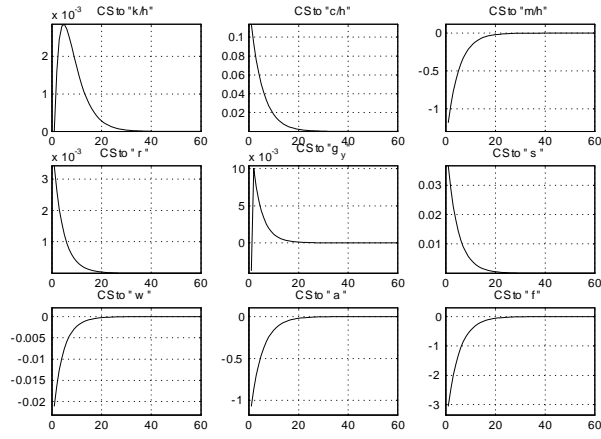 CS to "k/h" CS to "c/h" CS to "m/h"
x 10⁻³
2 1 0
0.1 0.08 0.06 0.04 0.02
0 -0.5 -1
0 20 40 60 0 20 40 60 0 20 40 60
CS to " r " CS to "g_y" CS to " s "
x 10⁻³ x 10⁻³
3 2 1
10 5 0
0.03 0.02 0.01
0 20 40 60 0 20 40 60 0 20 40 60
CS to " w " CS to " a " CS to " f "
0 -0.005 -0.01 -0.015 -0.02
0 -0.5 -1
0 -1 -2 -3
0 20 40 60 0 20 40 60 0 20 40 60